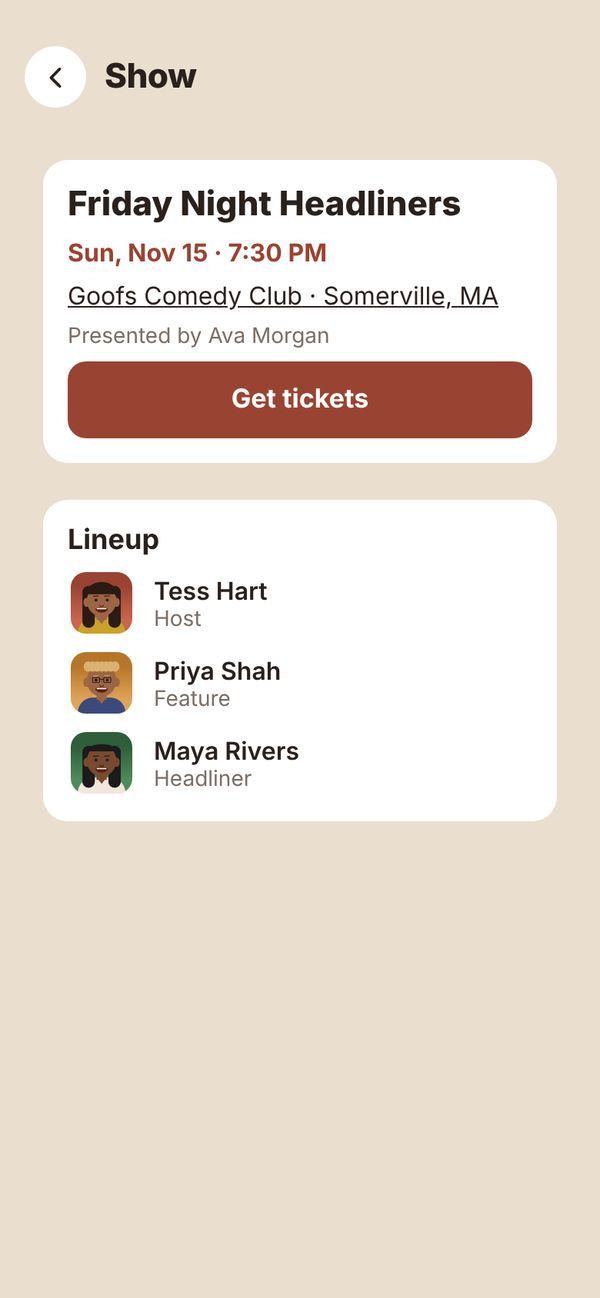 Show
Friday Night Headliners
Sun, Nov 15 · 7:30 PM
Goofs Comedy Club · Somerville, MA
Presented by Ava Morgan
Get tickets
Lineup
Tess Hart
Host
Priya Shah
Feature
Maya Rivers
Headliner